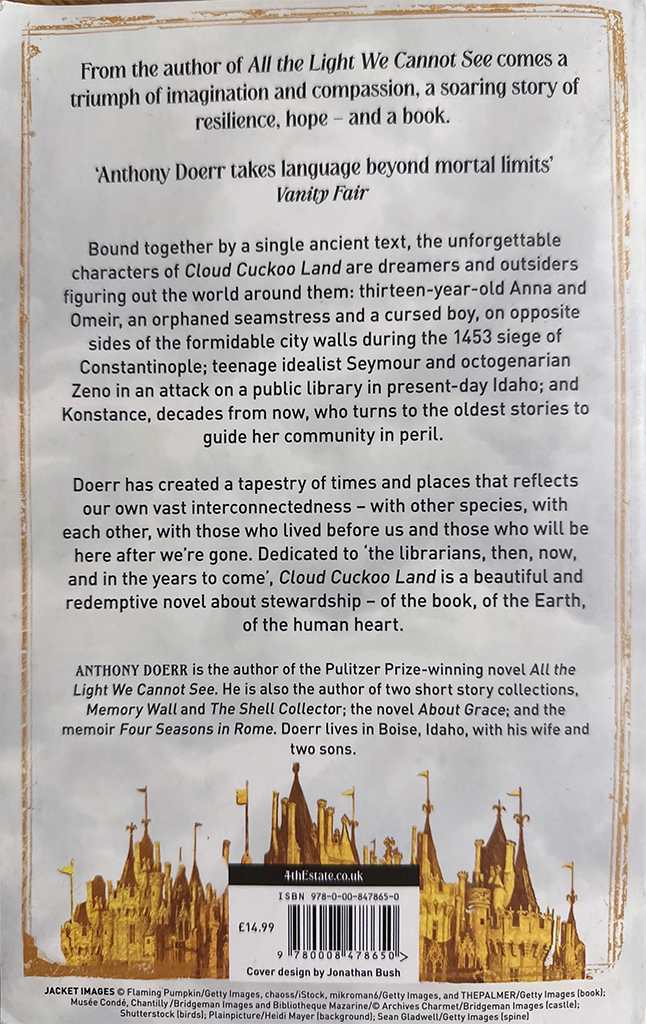 From the author of All the Light We Cannot See comes a
triumph of imagination and compassion, a soaring story of
resilience, hope – and a book.
‘Anthony Doerr takes language beyond mortal limits’
Vanity Fair
Bound together by a single ancient text, the unforgettable
characters of Cloud Cuckoo Land are dreamers and outsiders
figuring out the world around them: thirteen-year-old Anna and
Omeir, an orphaned seamstress and a cursed boy, on opposite
sides of the formidable city walls during the 1453 siege of
Constantinople; teenage idealist Seymour and octogenarian
Zeno in an attack on a public library in present-day Idaho; and
Konstance, decades from now, who turns to the oldest stories to
guide her community in peril.
Doerr has created a tapestry of times and places that reflects
our own vast interconnectedness – with other species, with
each other, with those who lived before us and those who will be
here after we’re gone. Dedicated to ‘the librarians, then, now,
and in the years to come’, Cloud Cuckoo Land is a beautiful and
redemptive novel about stewardship – of the book, of the Earth,
of the human heart.
ANTHONY DOERR is the author of the Pulitzer Prize-winning novel All the
Light We Cannot See. He is also the author of two short story collections,
Memory Wall and The Shell Collector; the novel About Grace; and the
memoir Four Seasons in Rome. Doerr lives in Boise, Idaho, with his wife and
two sons.
4thEstate.co.uk
ISBN 978-0-00-847865-0
£14.99
9 780008 478650 >
Cover design by Jonathan Bush
JACKET IMAGES © Flaming Pumpkin/Getty Images, chaoss/iStock, mikroman6/Getty Images, and THEPALMER/Getty Images (book);
Musée Condé, Chantilly/Bridgeman Images and Bibliotheque Mazarine/© Archives Charmet/Bridgeman Images (castle);
Shutterstock (birds); Plainpicture/Heidi Mayer (background); Sean Gladwell/Getty Images (spine)